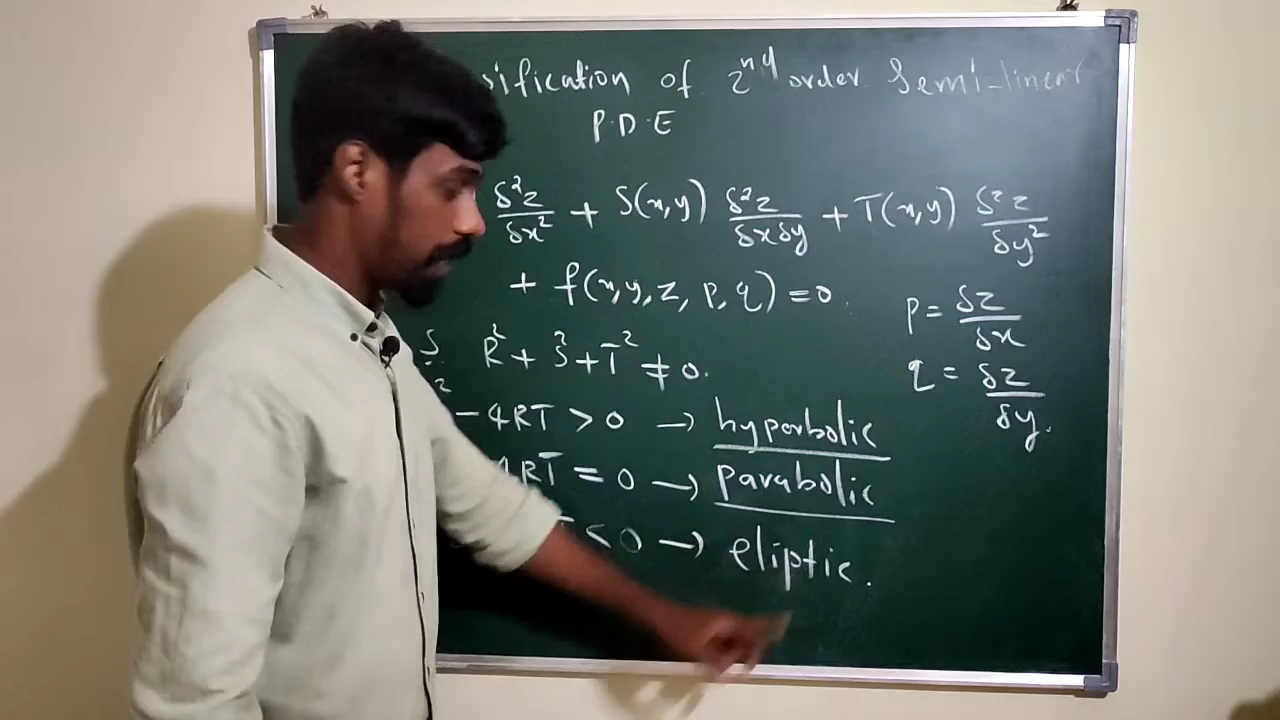 sification of 2nd order Semi-linear
P.D.E
δ²z/δx² + S(x,y) δ²z/δxδy + T(x,y) δ²z/δy²
+ f(x,y,z,p,q) = 0.
p = δz/δx
R² + S² + T² ≠ 0.
q = δz/δy.
- 4RT > 0 → hyperbolic
4RT = 0 → parabolic
< 0 → eliptic.